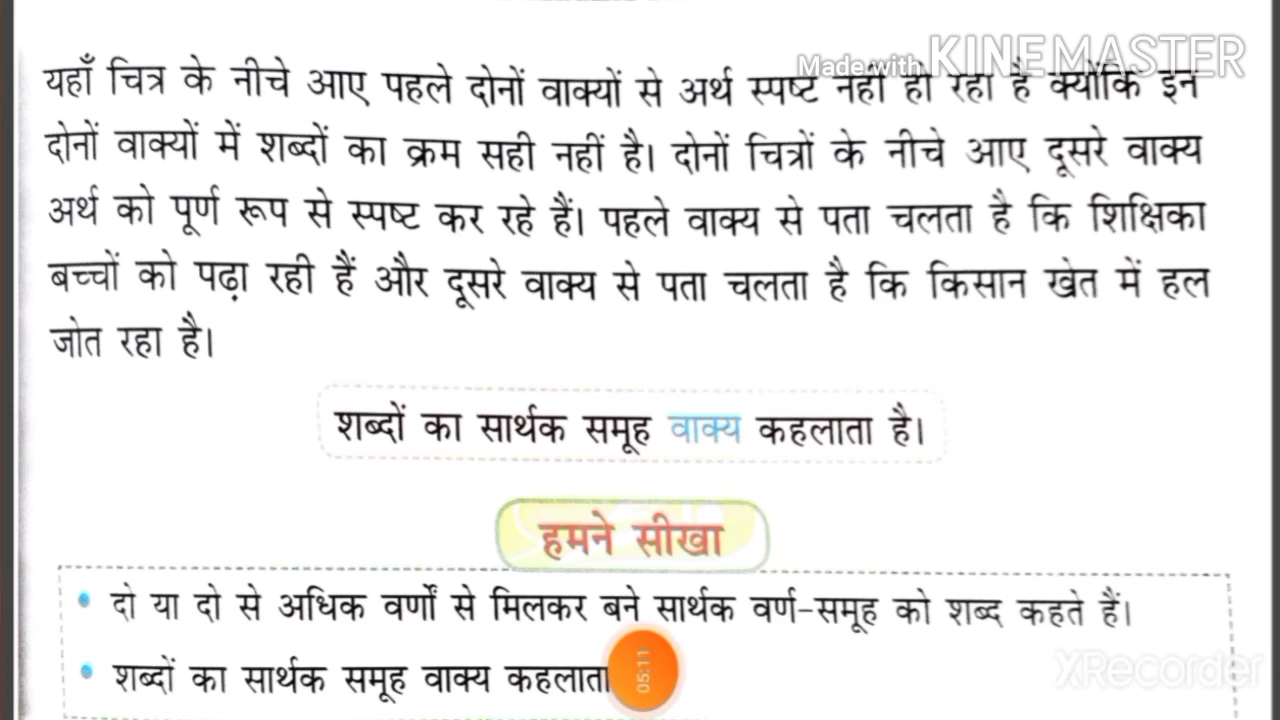 Made with KINEMASTER
यहाँ चित्र के नीचे आए पहले दोनों वाक्यों से अर्थ स्पष्ट नहीं हो रहा है क्योंकि इन
दोनों वाक्यों में शब्दों का क्रम सही नहीं है। दोनों चित्रों के नीचे आए दूसरे वाक्य
अर्थ को पूर्ण रूप से स्पष्ट कर रहे हैं। पहले वाक्य से पता चलता है कि शिक्षिका
बच्चों को पढ़ा रही हैं और दूसरे वाक्य से पता चलता है कि किसान खेत में हल
जोत रहा है।
शब्दों का सार्थक समूह वाक्य कहलाता है।
हमने सीखा
• दो या दो से अधिक वर्णों से मिलकर बने सार्थक वर्ण-समूह को शब्द कहते हैं।
• शब्दों का सार्थक समूह वाक्य कहलाता
05:11
XRecorder